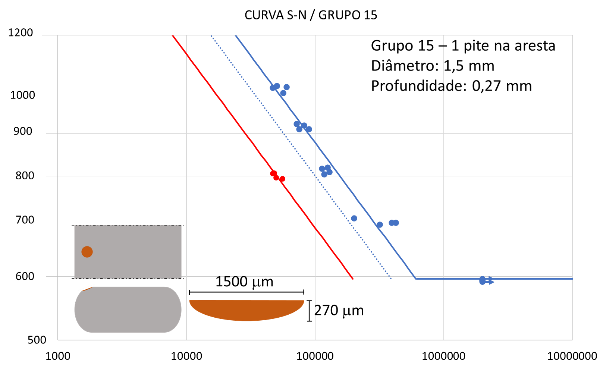 CURVA S-N / GRUPO 15
Grupo 15 – 1 pite na aresta
Diâmetro: 1,5 mm
Profundidade: 0,27 mm
1200
1000
900
800
700
600
500
1500 µm
270 µm
1000 10000 100000 1000000 10000000